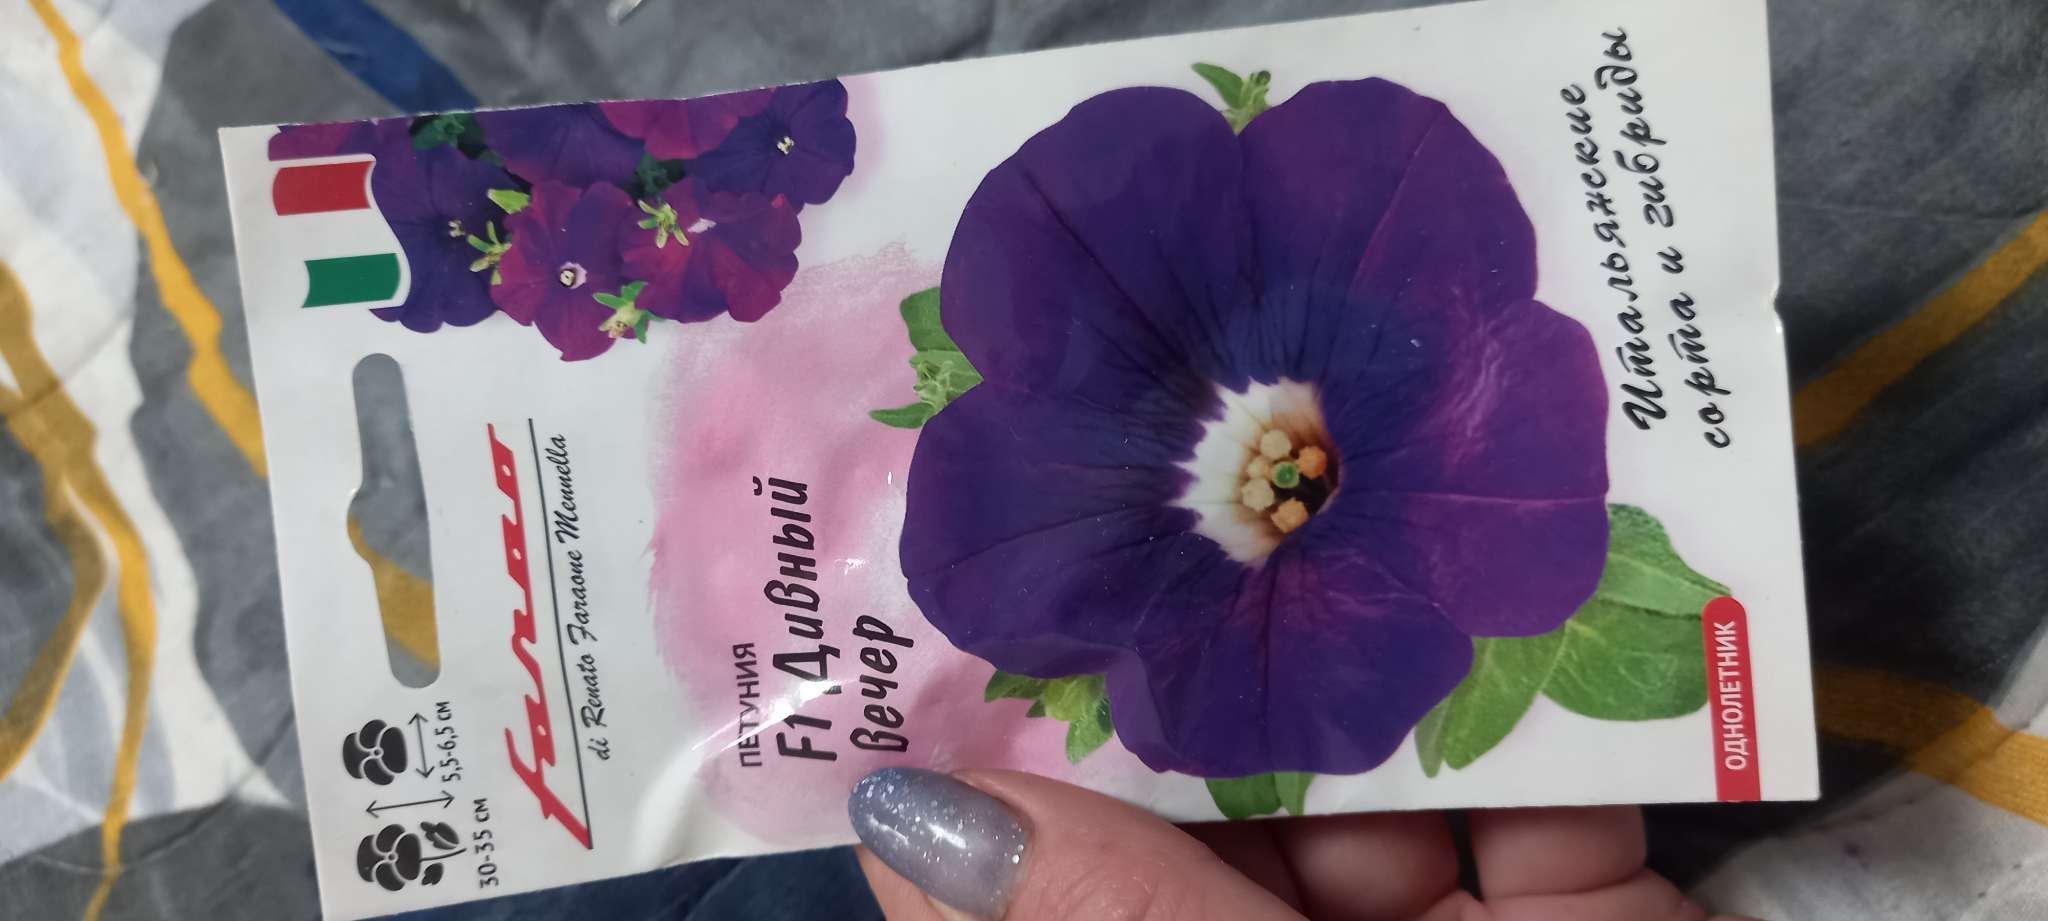 30-35 см
5,5-6,5 см
farao
di Renato Faraone Mennella
ПЕТУНИЯ
F1 Дивный
Вечер
Итальянские
сорта и гибриды
ОДНОЛЕТНИК